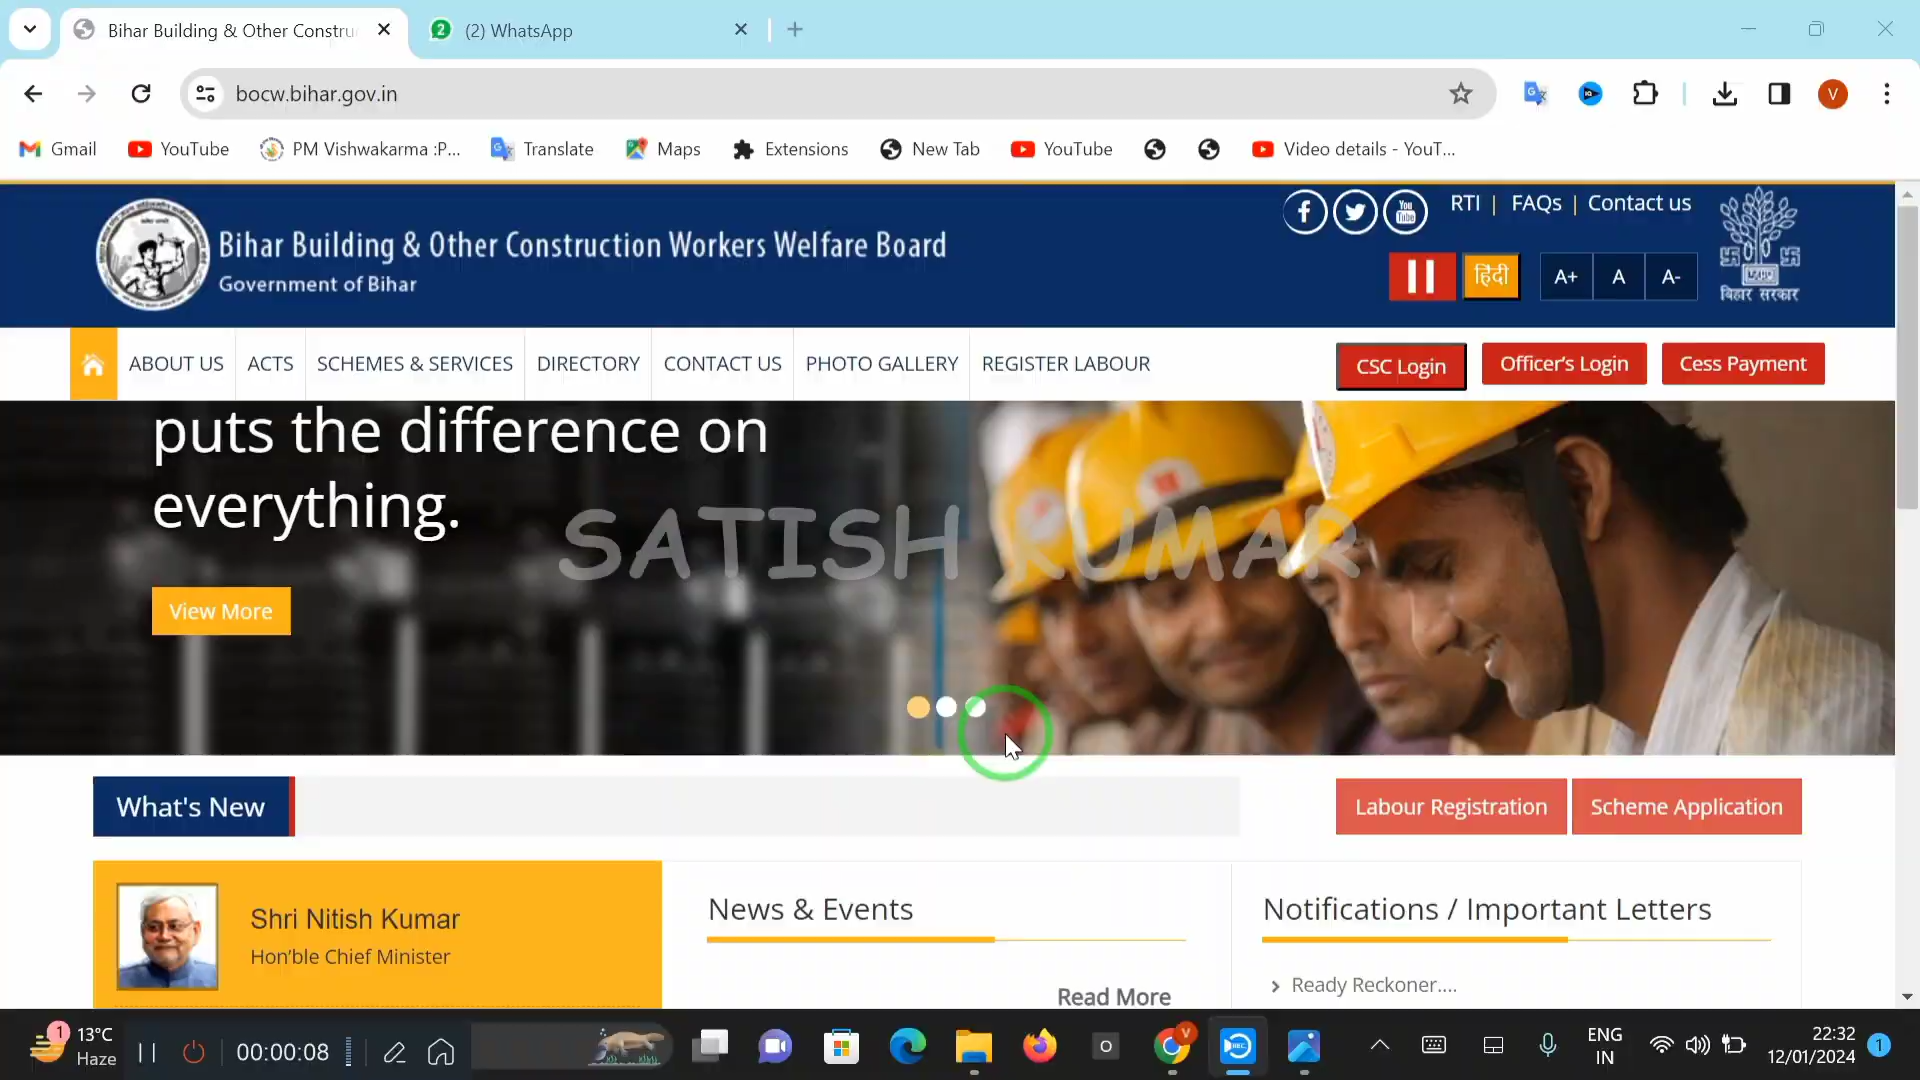 Bihar Building & Other Constru
(2) WhatsApp
bocw.bihar.gov.in
Gmail
YouTube
PM Vishwakarma :P...
Translate
Maps
Extensions
New Tab
YouTube
Video details - YouT...
Bihar Building & Other Construction Workers Welfare Board
Government of Bihar
RTI | FAQs | Contact us
हिंदी
A+
A
A-
बिहार सरकार
ABOUT US
ACTS
SCHEMES & SERVICES
DIRECTORY
CONTACT US
PHOTO GALLERY
REGISTER LABOUR
CSC Login
Officer's Login
Cess Payment
puts the difference on
everything.
SATISH KUMAR
View More
What's New
Labour Registration
Scheme Application
Shri Nitish Kumar
Hon'ble Chief Minister
News & Events
Read More
Notifications / Important Letters
Ready Reckoner....
1
13°C
Haze
00:00:08
ENG
IN
22:32
12/01/2024
1